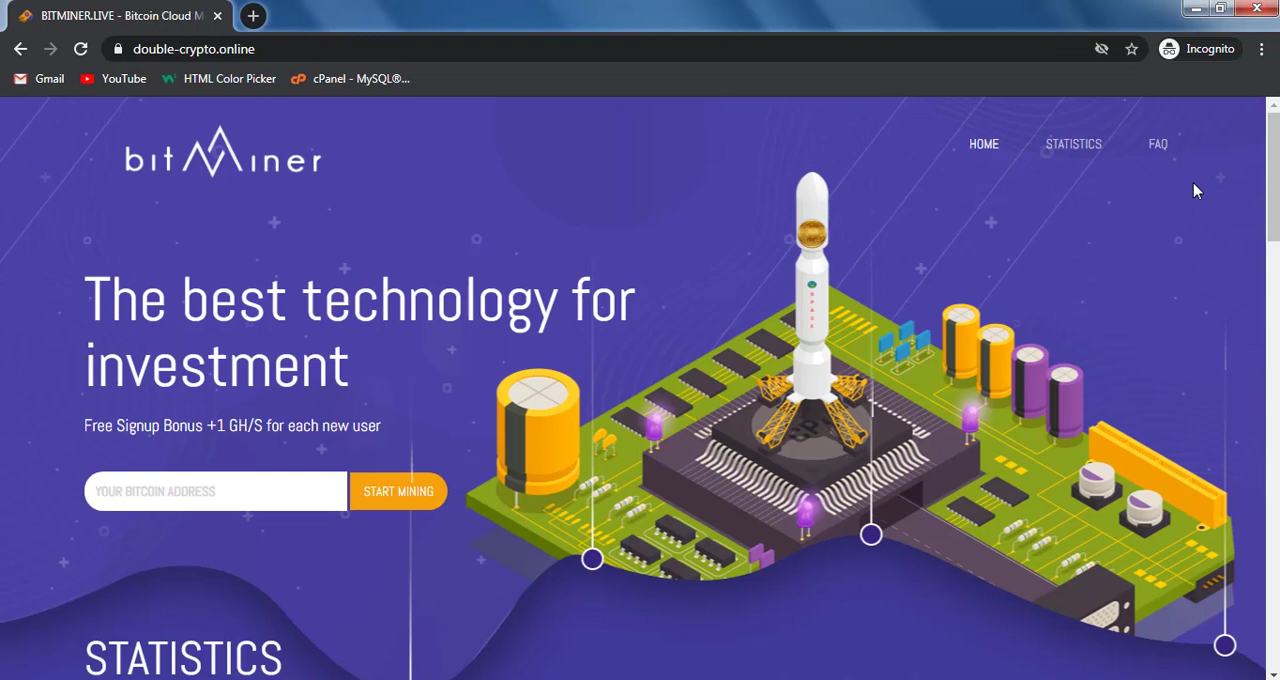 BITMINER.LIVE - Bitcoin Cloud M
double-crypto.online
Incognito
Gmail
YouTube
HTML Color Picker
cPanel - MySQL®...
bitMiner
HOME
STATISTICS
FAQ
The best technology for
investment
Free Signup Bonus +1 GH/S for each new user
YOUR BITCOIN ADDRESS
START MINING
STATISTICS